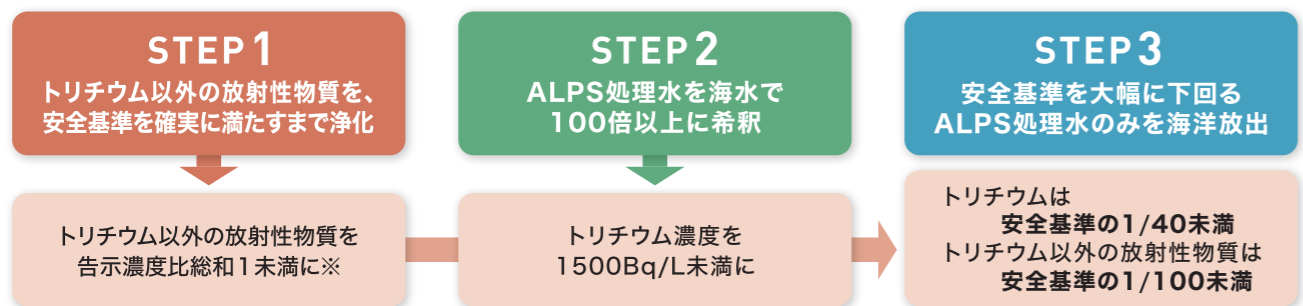 STEP 1
トリチウム以外の放射性物質を、
安全基準を確実に満たすまで浄化
トリチウム以外の放射性物質を
告示濃度比総和1未満に※
STEP 2
ALPS処理水を海水で
100倍以上に希釈
トリチウム濃度を
1500Bq/L未満に
STEP 3
安全基準を大幅に下回る
ALPS処理水のみを海洋放出
トリチウムは
安全基準の1/40未満
トリチウム以外の放射性物質は
安全基準の1/100未満